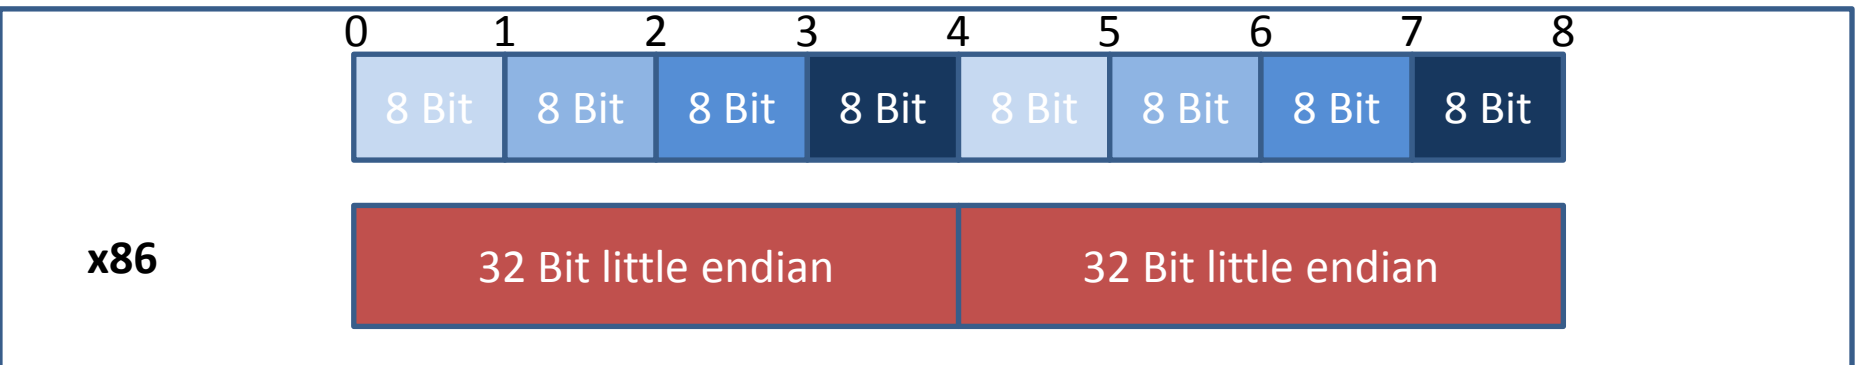 0 1 2 3 4 5 6 7 8
8 Bit 8 Bit 8 Bit 8 Bit 8 Bit 8 Bit 8 Bit 8 Bit
x86 32 Bit little endian 32 Bit little endian